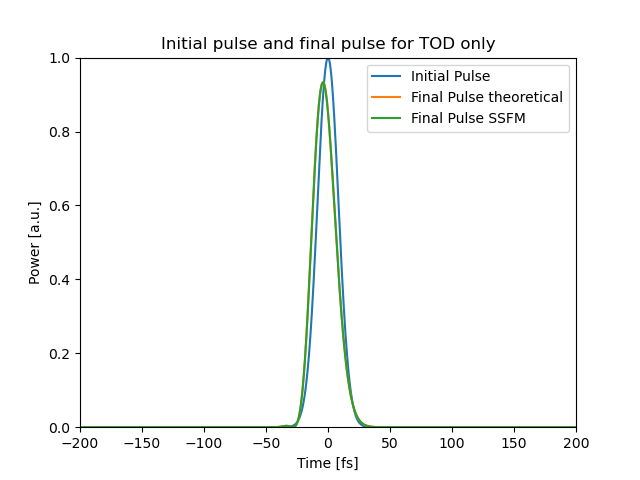 Initial pulse and final pulse for TOD only
Initial Pulse
Final Pulse theoretical
Final Pulse SSFM
Power [a.u.]
1.0
0.8
0.6
0.4
0.2
0.0
−200 −150 −100 −50 0 50 100 150 200
Time [fs]